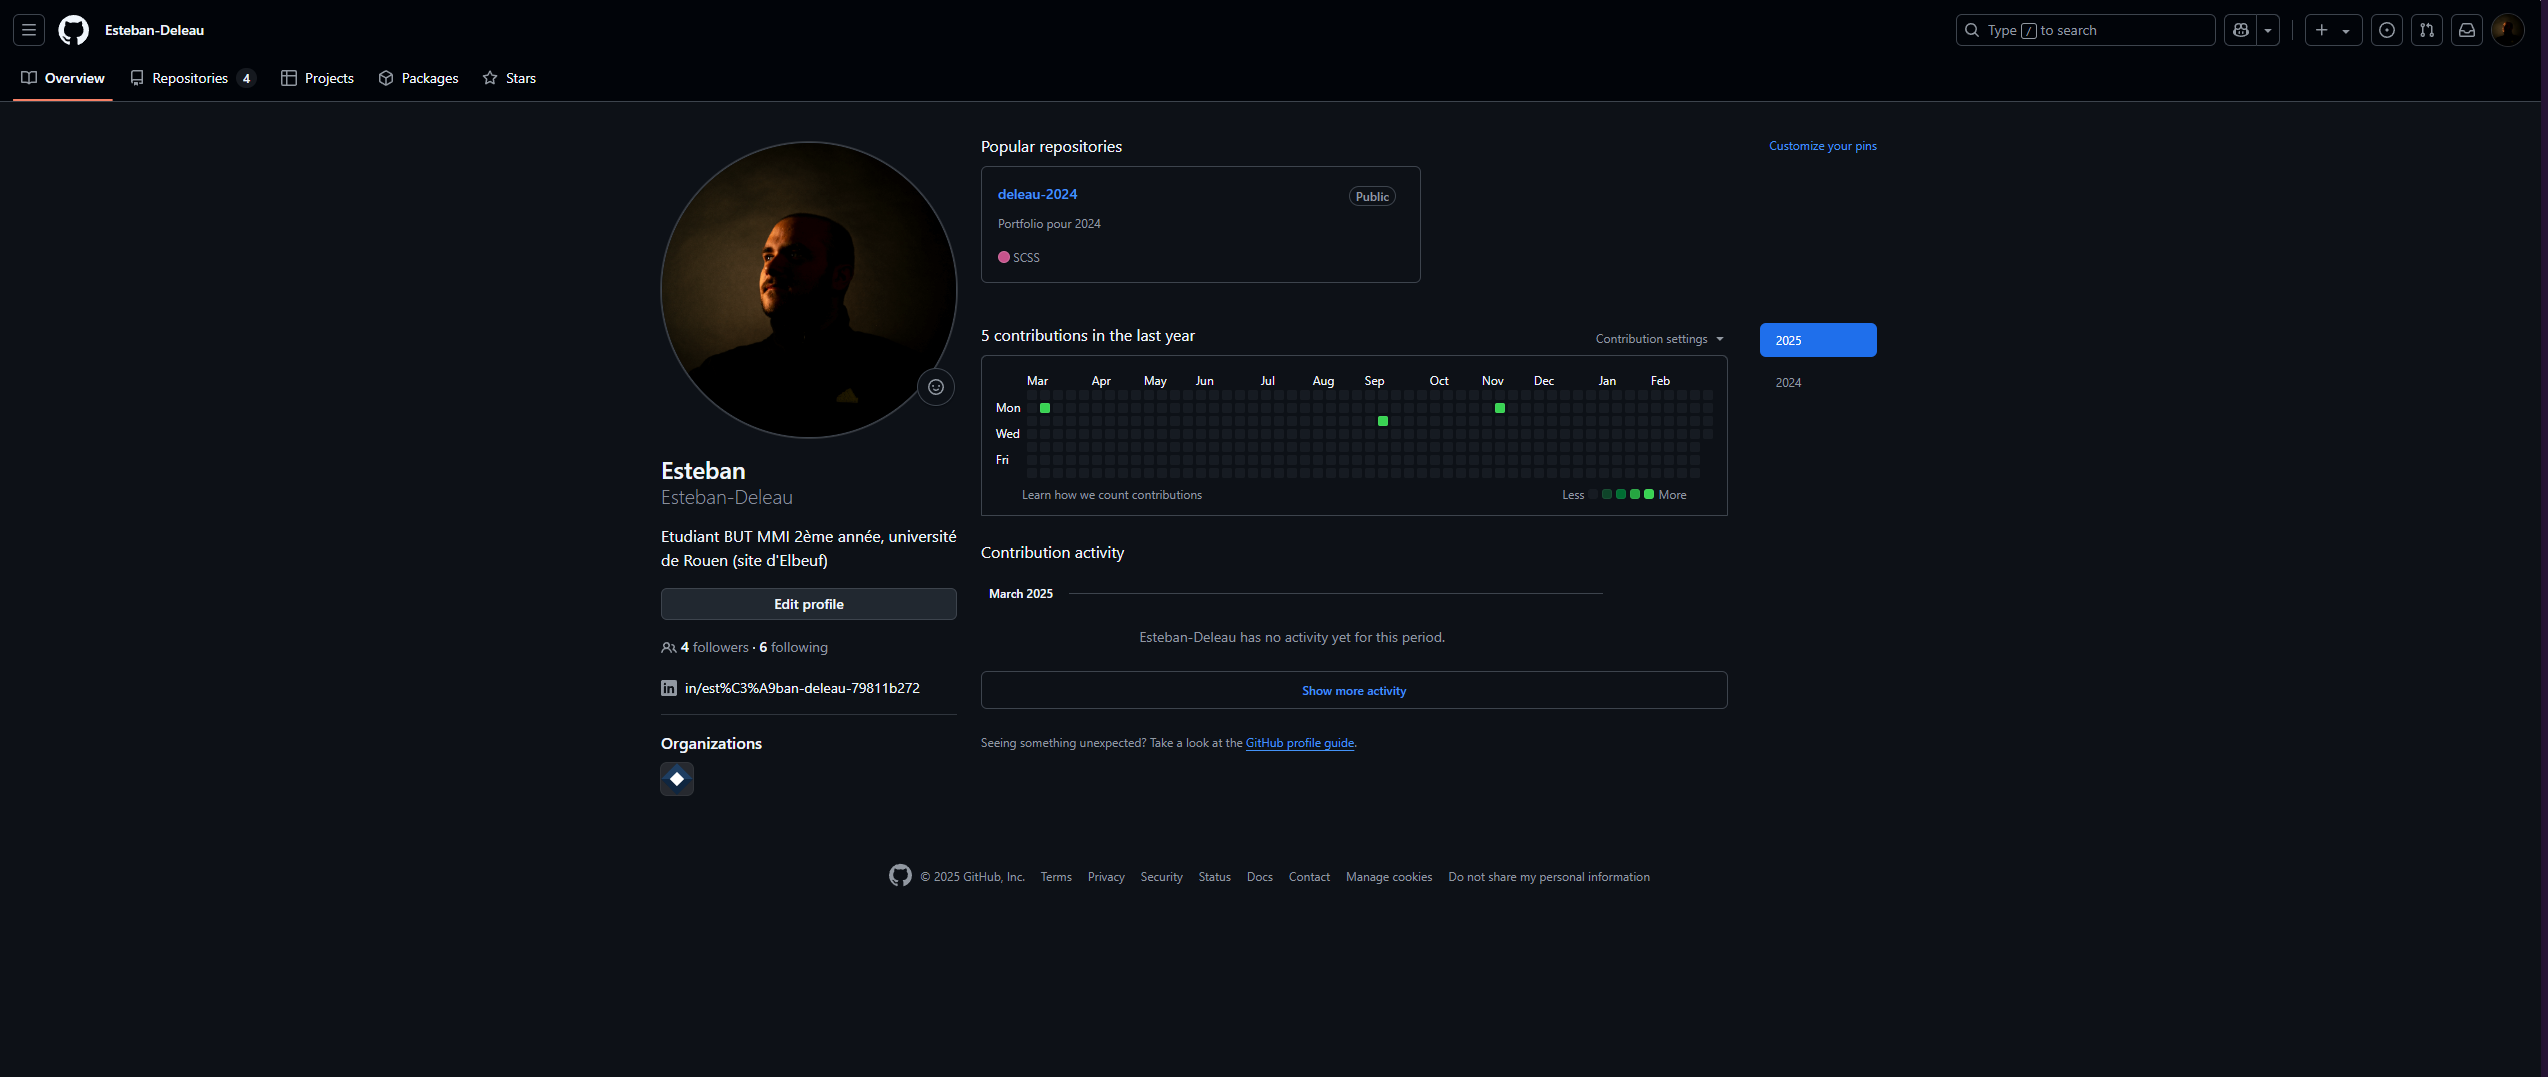 Esteban-Deleau
Type / to search
Overview
Repositories 4
Projects
Packages
Stars
Esteban
Esteban-Deleau
Etudiant BUT MMI 2ème année, université
de Rouen (site d'Elbeuf)
Edit profile
4 followers · 6 following
in/est%C3%A9ban-deleau-79811b272
Organizations
Popular repositories
Customize your pins
deleau-2024
Public
Portfolio pour 2024
SCSS
5 contributions in the last year
Contribution settings
2025
2024
Mar Apr May Jun Jul Aug Sep Oct Nov Dec Jan Feb
Mon
Wed
Fri
Learn how we count contributions
Less More
Contribution activity
March 2025
Esteban-Deleau has no activity yet for this period.
Show more activity
Seeing something unexpected? Take a look at the GitHub profile guide.
© 2025 GitHub, Inc. Terms Privacy Security Status Docs Contact Manage cookies Do not share my personal information